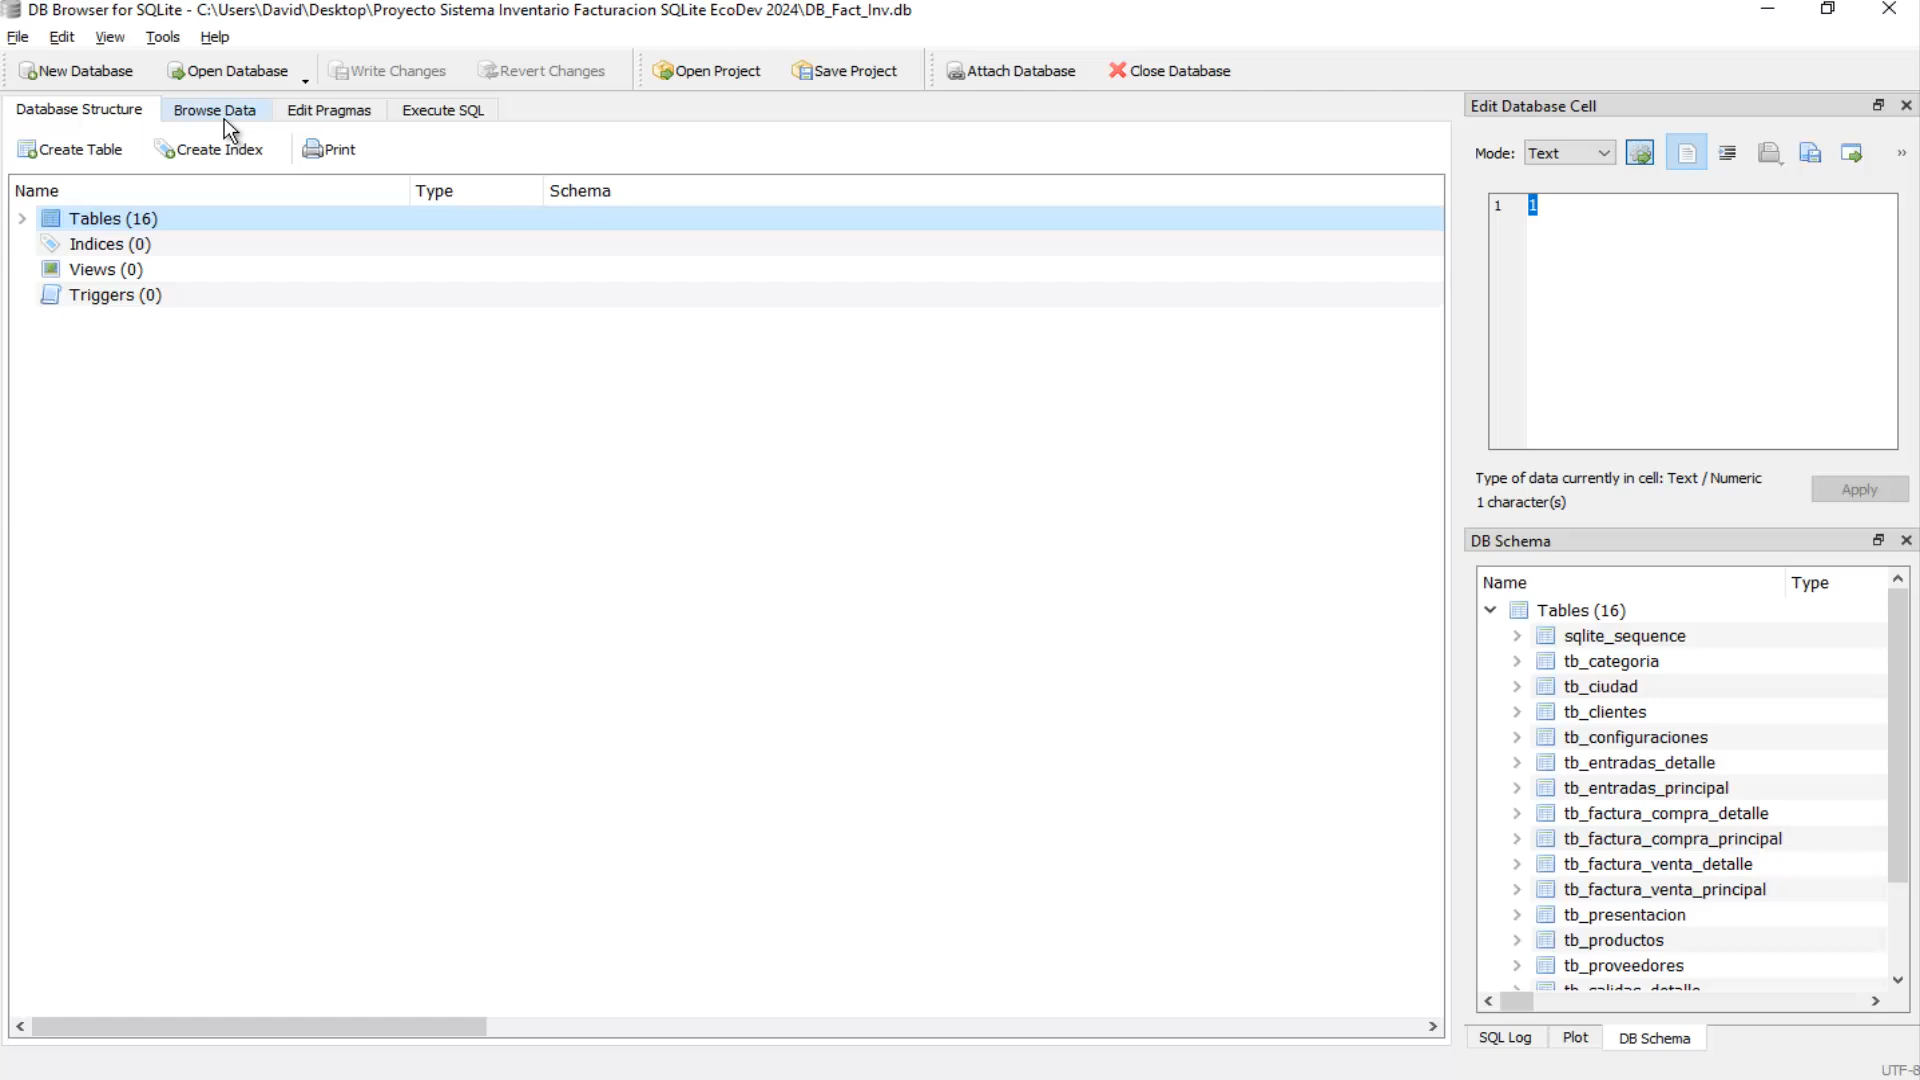 DB Browser for SQLite - C:\Users\David\Desktop\Proyecto Sistema Inventario Facturacion SQLite EcoDev 2024\DB_Fact_Inv.db
File Edit View Tools Help
New Database Open Database Write Changes Revert Changes Open Project Save Project Attach Database Close Database
Database Structure Browse Data Edit Pragmas Execute SQL
Create Table Create Index Print
Name Type Schema
Tables (16)
Indices (0)
Views (0)
Triggers (0)
Edit Database Cell
Mode: Text
1 1
Type of data currently in cell: Text / Numeric
1 character(s)
Apply
DB Schema
Name Type
Tables (16)
sqlite_sequence
tb_categoria
tb_ciudad
tb_clientes
tb_configuraciones
tb_entradas_detalle
tb_entradas_principal
tb_factura_compra_detalle
tb_factura_compra_principal
tb_factura_venta_detalle
tb_factura_venta_principal
tb_presentacion
tb_productos
tb_proveedores
tb_salidas_detalle
SQL Log Plot DB Schema
UTF-8